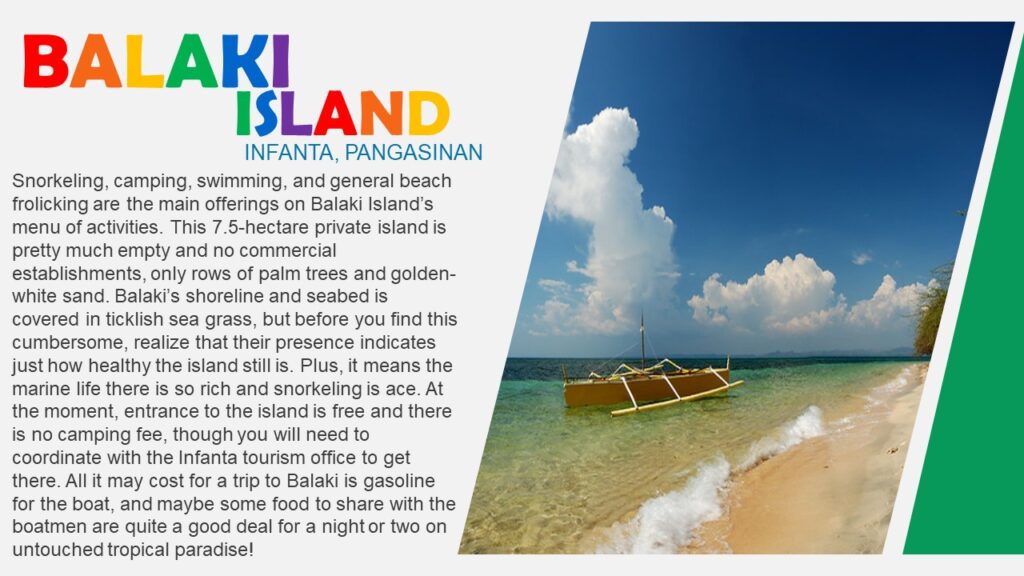 BALAKI
ISLAND
INFANTA, PANGASINAN
Snorkeling, camping, swimming, and general beach
frolicking are the main offerings on Balaki Island’s
menu of activities. This 7.5-hectare private island is
pretty much empty and no commercial
establishments, only rows of palm trees and golden-
white sand. Balaki’s shoreline and seabed is
covered in ticklish sea grass, but before you find this
cumbersome, realize that their presence indicates
just how healthy the island still is. Plus, it means the
marine life there is so rich and snorkeling is ace. At
the moment, entrance to the island is free and there
is no camping fee, though you will need to
coordinate with the Infanta tourism office to get
there. All it may cost for a trip to Balaki is gasoline
for the boat, and maybe some food to share with the
boatmen are quite a good deal for a night or two on
untouched tropical paradise!